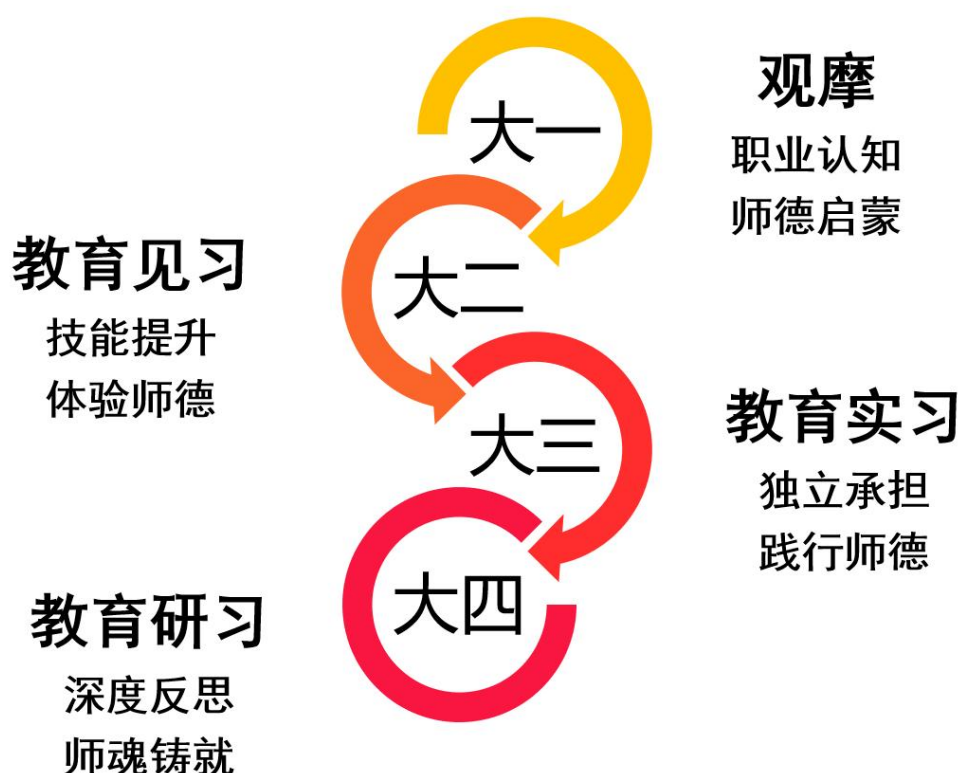 大一
观摩
职业认知
师德启蒙
大二
教育见习
技能提升
体验师德
大三
教育实习
独立承担
践行师德
大四
教育研习
深度反思
师魂铸就